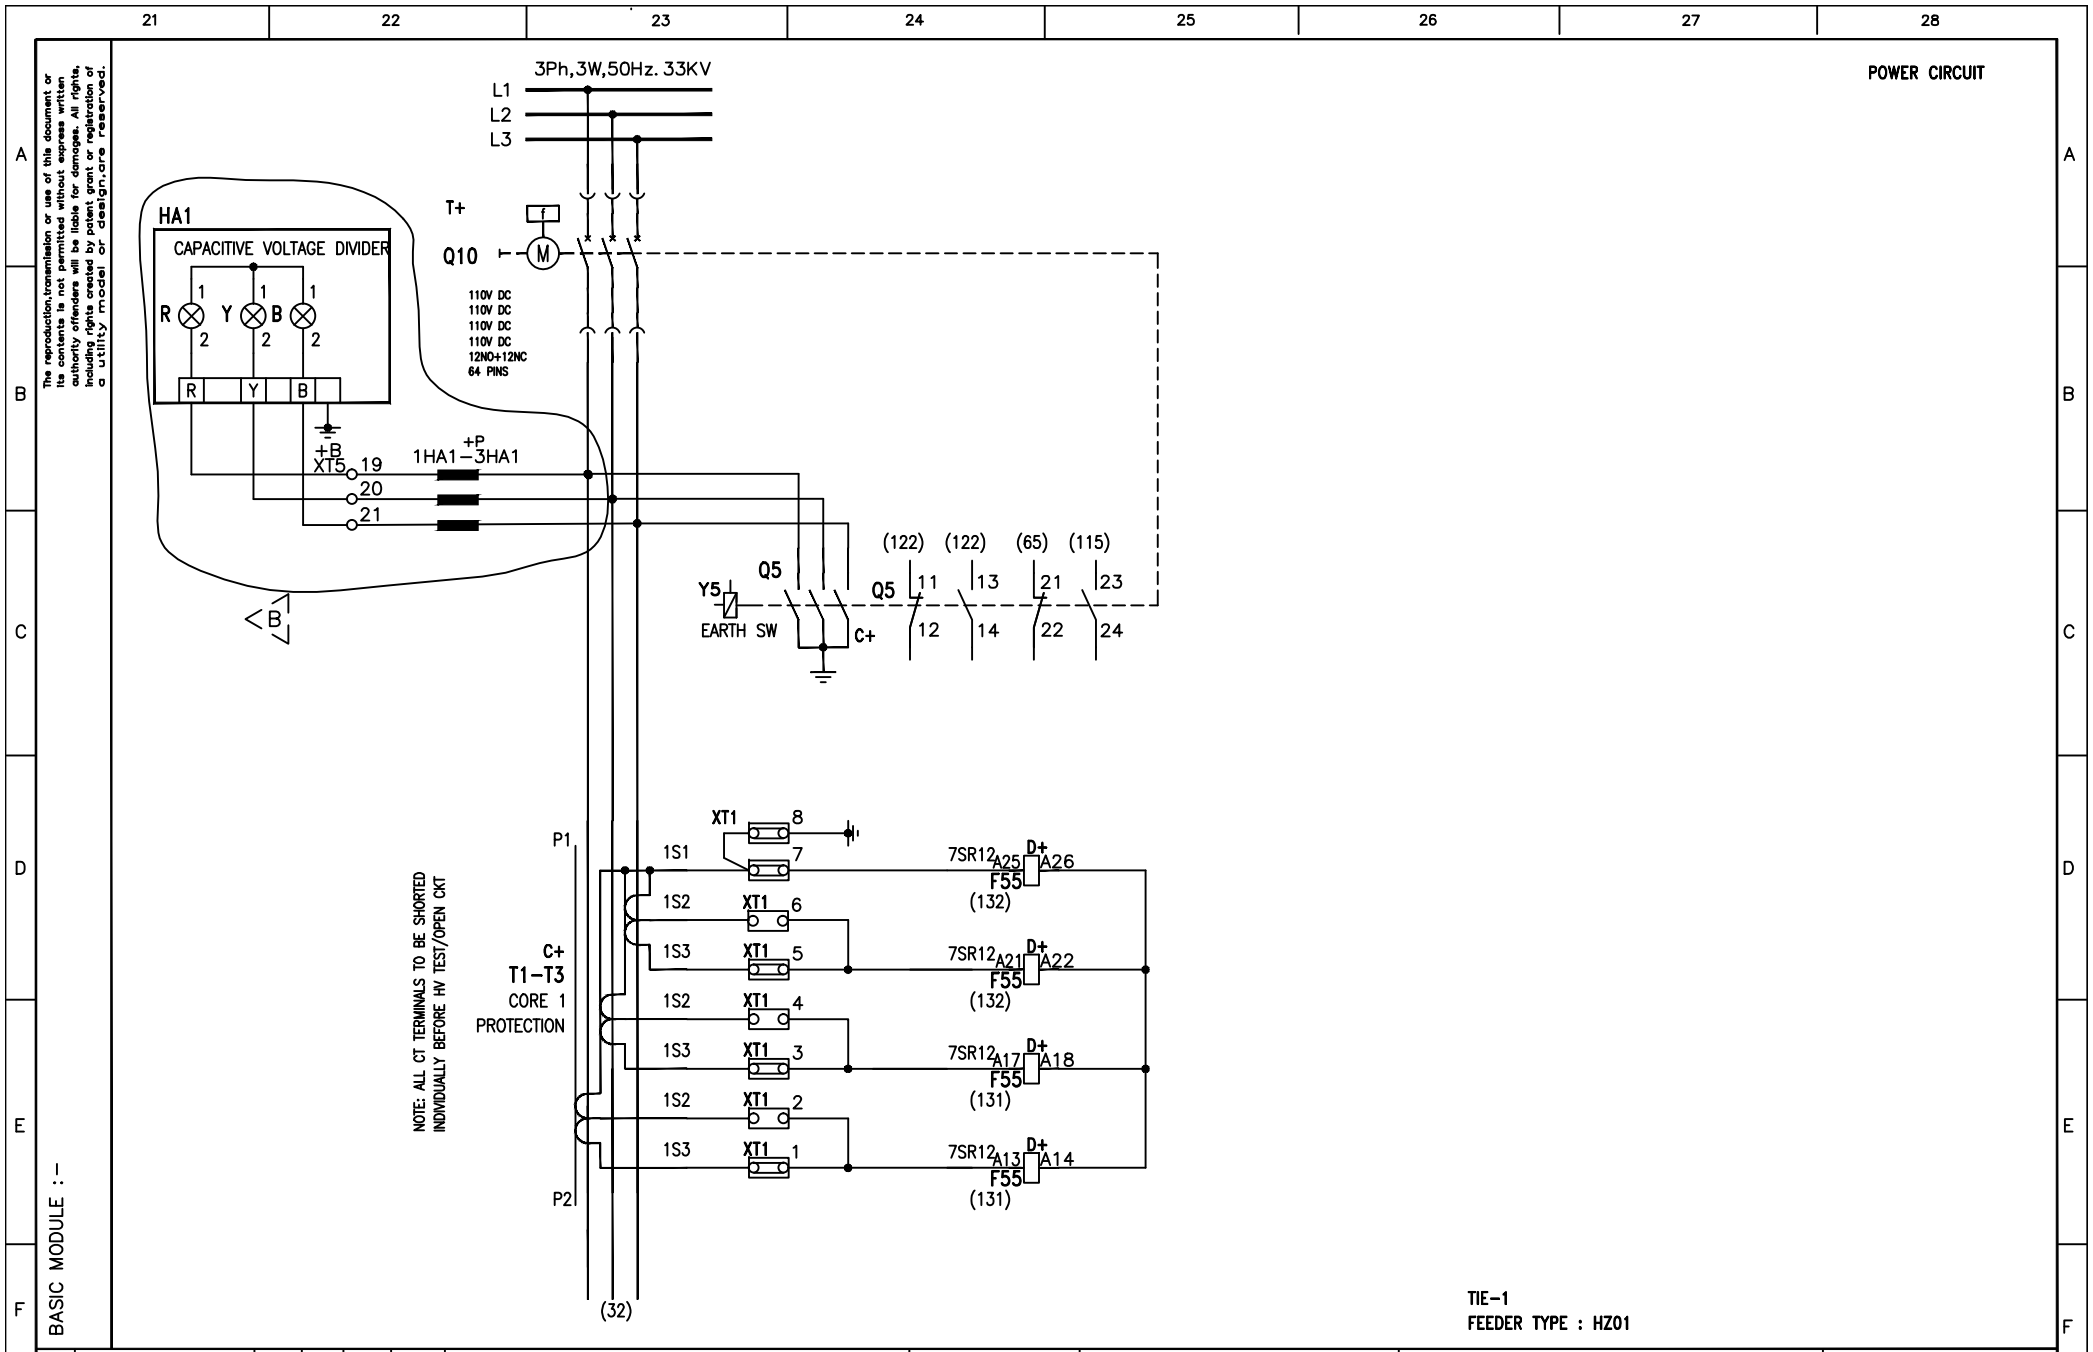 21 22 23 24 25 26 27 28
POWER CIRCUIT
The reproduction,transmission or use of this document or
its contents is not permitted without express written
authority offenders will be liable for damages. All rights,
including rights created by patent grant or registration of
a utility model or design,are reserved.
BASIC MODULE :-
A
B
C
D
E
F
A
B
C
D
E
F
3Ph,3W,50Hz. 33KV
L1
L2
L3
T+
f
Q10
M
110V DC
110V DC
110V DC
110V DC
12NO+12NC
64 PINS
HA1
CAPACITIVE VOLTAGE DIVIDER
1 1 1
R Y B
2 2 2
R Y B
+B
XT5 19
20
21
+P
1HA1-3HA1
B
(122) (122) (65) (115)
Q5
Y5
EARTH SW
C+
Q5
11 13 21 23
12 14 22 24
NOTE: ALL CT TERMINALS TO BE SHORTED
INDIVIDUALLY BEFORE HV TEST/OPEN CKT
P1
C+
T1-T3
CORE 1
PROTECTION
P2
XT1 8
1S1 7 7SR12 A25 D+ A26
F55
(132)
1S2 XT1 6
1S3 XT1 5 7SR12 A21 D+ A22
F55
(132)
1S2 XT1 4
1S3 XT1 3 7SR12 A17 D+ A18
F55
(131)
1S2 XT1 2
1S3 XT1 1 7SR12 A13 D+ A14
F55
(131)
(32)
TIE-1
FEEDER TYPE : HZ01